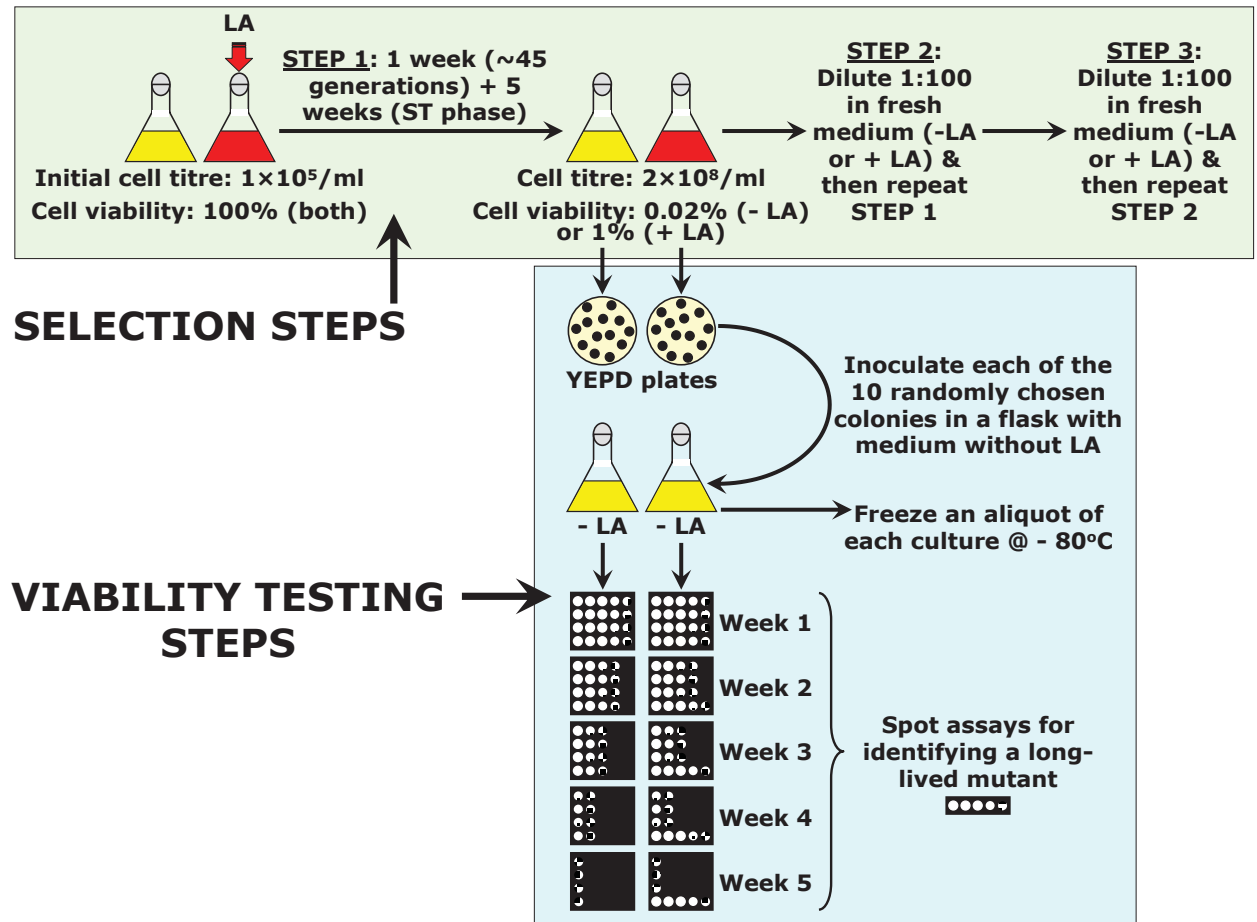 LA
STEP 1: 1 week (~45
generations) + 5
weeks (ST phase)
Initial cell titre: 1×10⁵/ml
Cell viability: 100% (both)
Cell titre: 2×10⁸/ml
Cell viability: 0.02% (- LA)
or 1% (+ LA)
STEP 2:
Dilute 1:100
in fresh
medium (-LA
or + LA) &
then repeat
STEP 1
STEP 3:
Dilute 1:100
in fresh
medium (-LA
or + LA) &
then repeat
STEP 2
SELECTION STEPS
YEPD plates
Inoculate each of the
10 randomly chosen
colonies in a flask with
medium without LA
- LA
- LA
Freeze an aliquot of
each culture @ - 80°C
VIABILITY TESTING
STEPS
Week 1
Week 2
Week 3
Week 4
Week 5
Spot assays for
identifying a long-
lived mutant